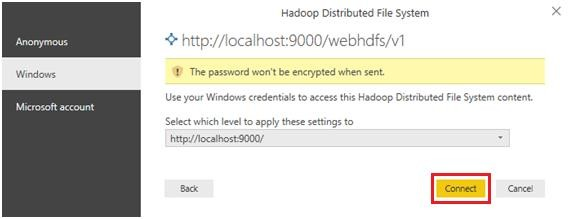 Hadoop Distributed File System
Anonymous
Windows
Microsoft account
http://localhost:9000/webhdfs/v1
The password won't be encrypted when sent.
Use your Windows credentials to access this Hadoop Distributed File System content.
Select which level to apply these settings to
http://localhost:9000/
Back
Connect
Cancel